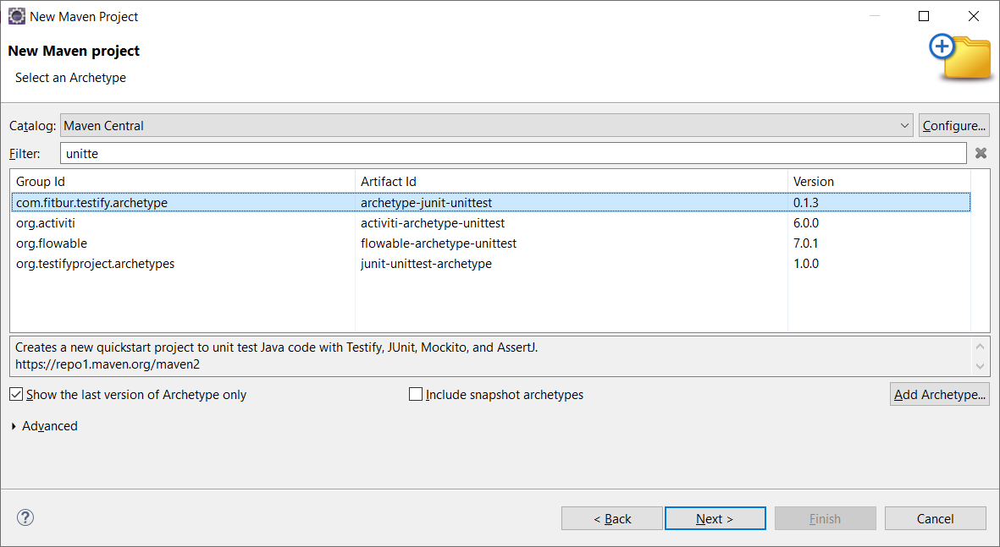 New Maven Project
New Maven project
Select an Archetype
Catalog: Maven Central Configure...
Filter: unitte
Group Id Artifact Id Version
com.fitbur.testify.archetype archetype-junit-unittest 0.1.3
org.activiti activiti-archetype-unittest 6.0.0
org.flowable flowable-archetype-unittest 7.0.1
org.testifyproject.archetypes junit-unittest-archetype 1.0.0
Creates a new quickstart project to unit test Java code with Testify, JUnit, Mockito, and AssertJ.
https://repo1.maven.org/maven2
Show the last version of Archetype only Include snapshot archetypes Add Archetype...
Advanced
? < Back Next > Finish Cancel